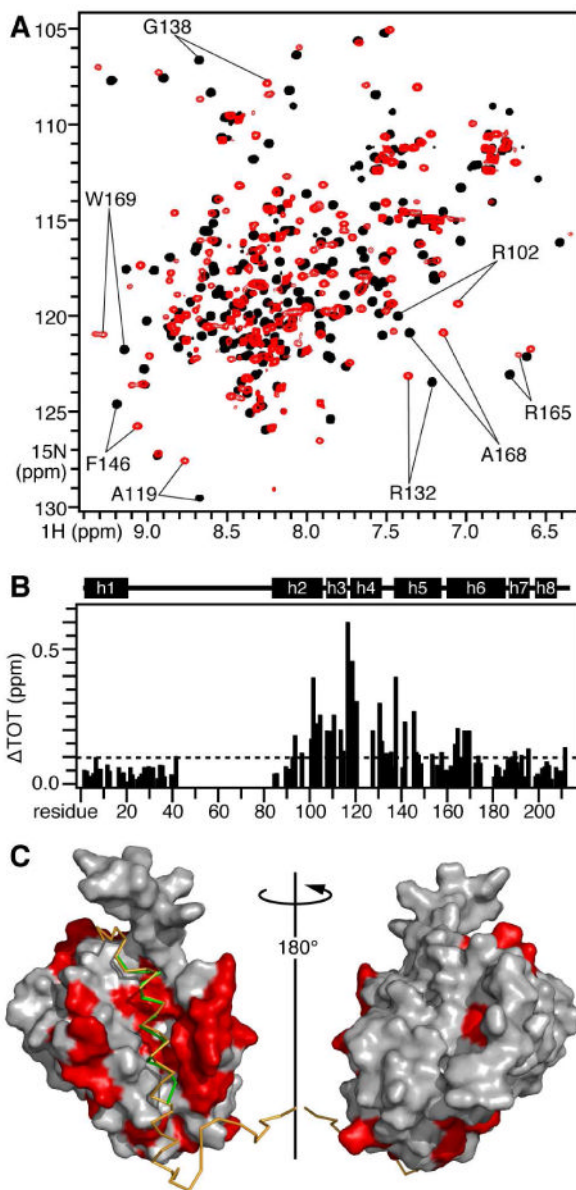 A
105
110
115
120
125
15N
(ppm)
130
1H (ppm)
9.0
8.5
8.0
7.5
7.0
6.5
G138
W169
R102
R165
A168
F146
A119
R132
B
h1
h2
h3
h4
h5
h6
h7
h8
ΔTOT (ppm)
0.5
0.0
residue
0 20 40 60 80 100 120 140 160 180 200
C
180°